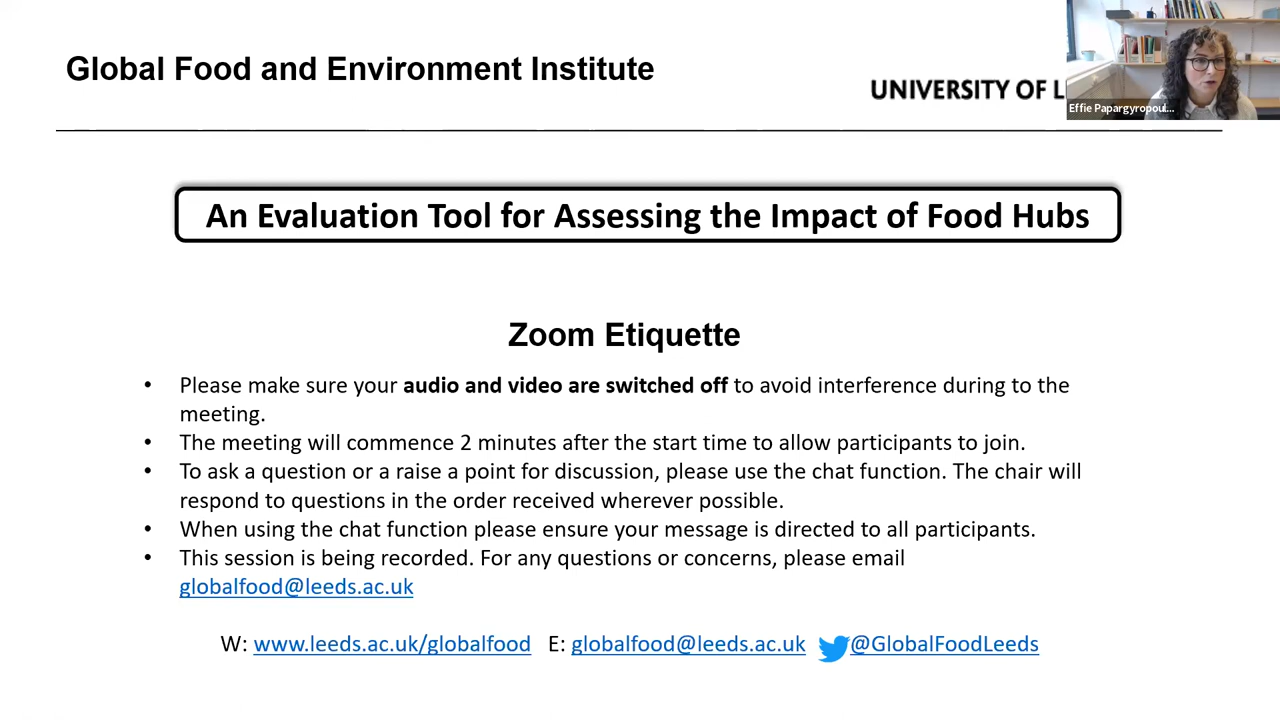 Global Food and Environment Institute
UNIVERSITY OF L
Effie Papargyropoul...
An Evaluation Tool for Assessing the Impact of Food Hubs
Zoom Etiquette
• Please make sure your audio and video are switched off to avoid interference during to the
meeting.
• The meeting will commence 2 minutes after the start time to allow participants to join.
• To ask a question or a raise a point for discussion, please use the chat function. The chair will
respond to questions in the order received wherever possible.
• When using the chat function please ensure your message is directed to all participants.
• This session is being recorded. For any questions or concerns, please email
globalfood@leeds.ac.uk
W: www.leeds.ac.uk/globalfood E: globalfood@leeds.ac.uk @GlobalFoodLeeds